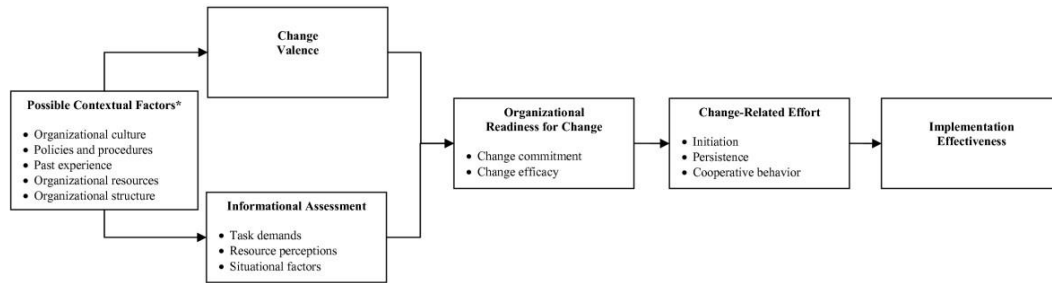 Change
Valence
Possible Contextual Factors*
• Organizational culture
• Policies and procedures
• Past experience
• Organizational resources
• Organizational structure
Informational Assessment
• Task demands
• Resource perceptions
• Situational factors
Organizational
Readiness for Change
• Change commitment
• Change efficacy
Change-Related Effort
• Initiation
• Persistence
• Cooperative behavior
Implementation
Effectiveness